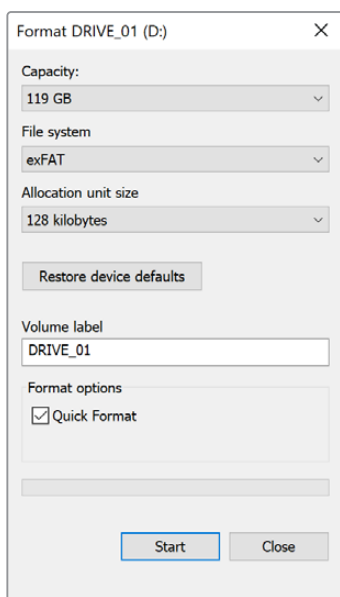 Format DRIVE_01 (D:)
Capacity:
119 GB
File system
exFAT
Allocation unit size
128 kilobytes
Restore device defaults
Volume label
DRIVE_01
Format options
Quick Format
Start Close